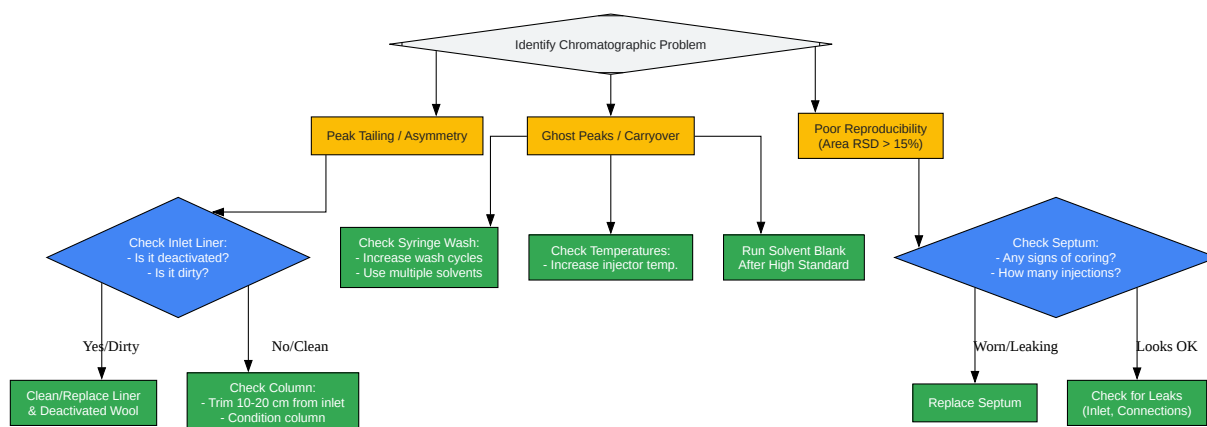 Identify Chromatographic Problem
Peak Tailing / Asymmetry
Ghost Peaks / Carryover
Poor Reproducibility
(Area RSD > 15%)
Check Inlet Liner:
- Is it deactivated?
- Is it dirty?
Check Syringe Wash:
- Increase wash cycles
- Use multiple solvents
Check Temperatures:
- Increase injector temp.
Run Solvent Blank
After High Standard
Check Septum:
- Any signs of coring?
- How many injections?
Yes/Dirty
No/Clean
Worn/Leaking
Looks OK
Clean/Replace Liner
& Deactivated Wool
Check Column:
- Trim 10-20 cm from inlet
- Condition column
Replace Septum
Check for Leaks
(Inlet, Connections)